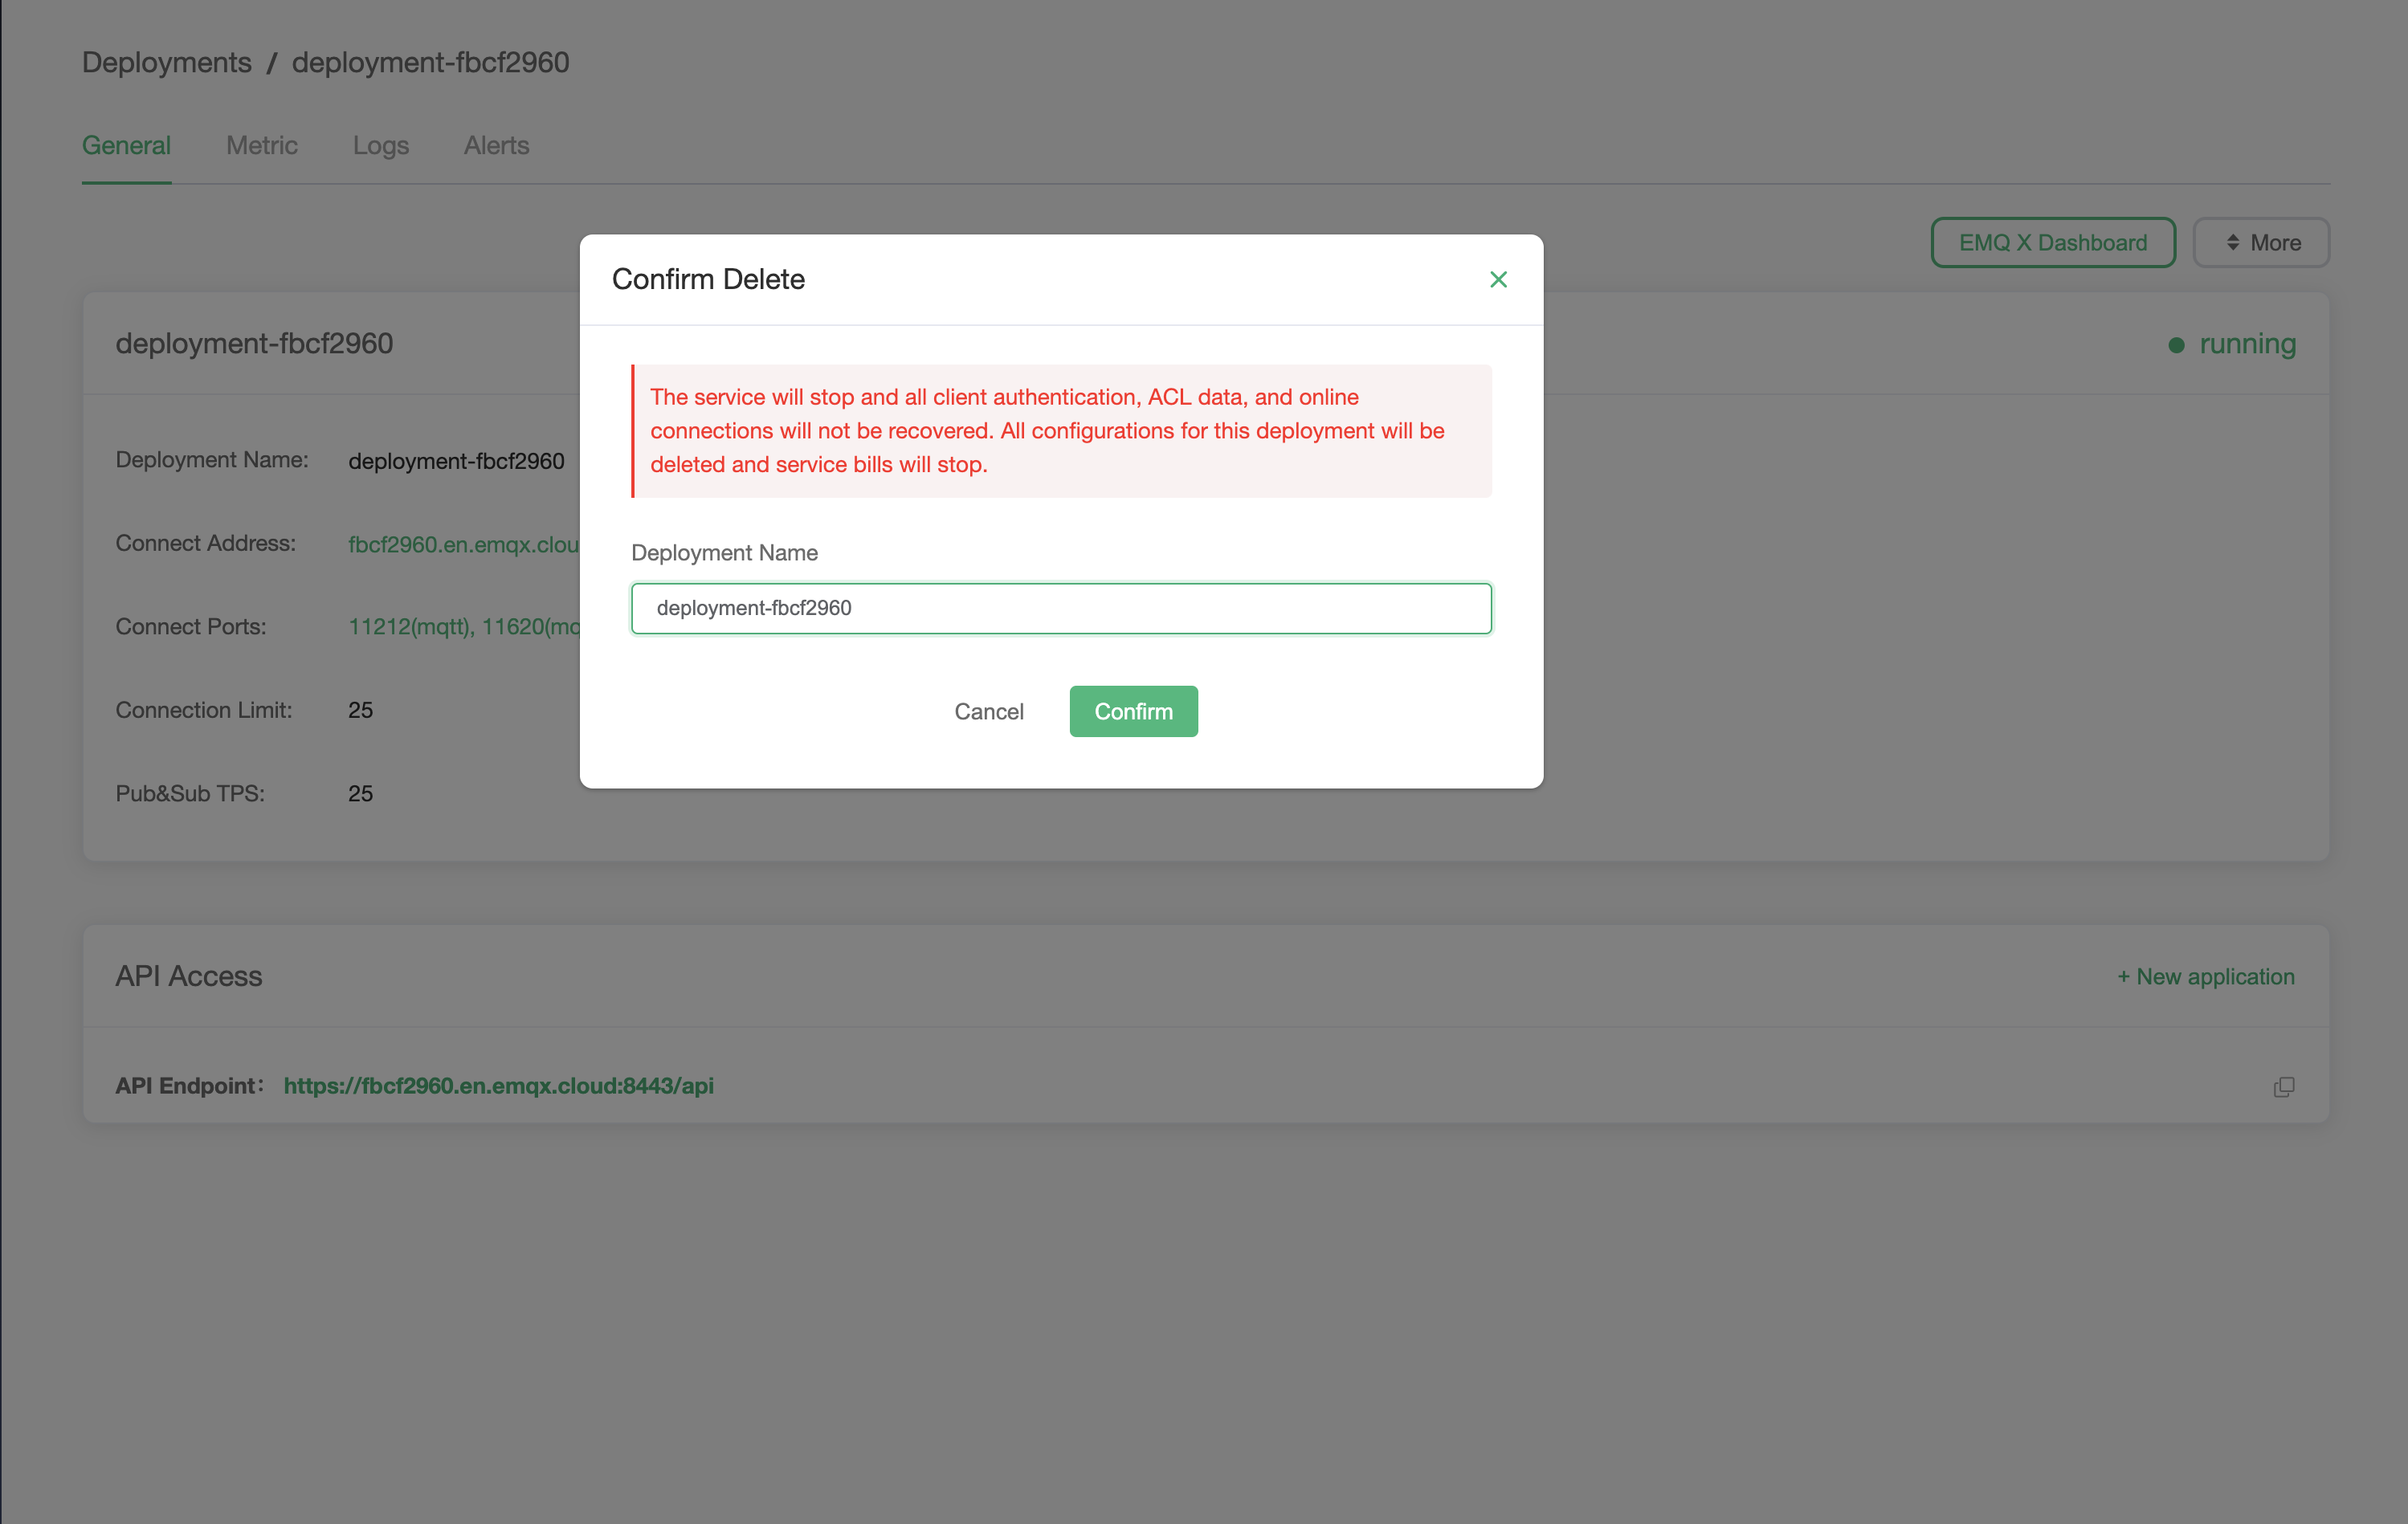 Deployments / deployment-fbcf2960
General Metric Logs Alerts
EMQ X Dashboard More
deployment-fbcf2960
running
Deployment Name: deployment-fbcf2960
Connect Address: fbcf2960.en.emqx.clou
Connect Ports: 11212(mqtt), 11620(mq
Connection Limit: 25
Pub&Sub TPS: 25
Confirm Delete
The service will stop and all client authentication, ACL data, and online
connections will not be recovered. All configurations for this deployment will be
deleted and service bills will stop.
Deployment Name
deployment-fbcf2960
Cancel Confirm
API Access
+ New application
API Endpoint: https://fbcf2960.en.emqx.cloud:8443/api